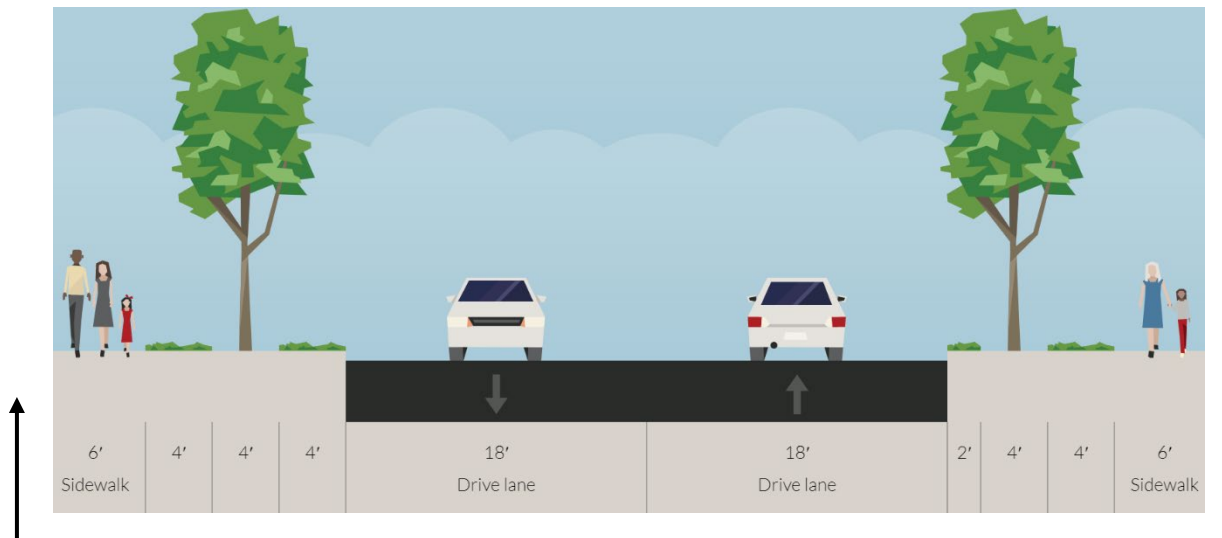 6′ 4′ 4′ 4′ 18′ 18′ 2′ 4′ 4′ 6′
Sidewalk Drive lane Drive lane Sidewalk